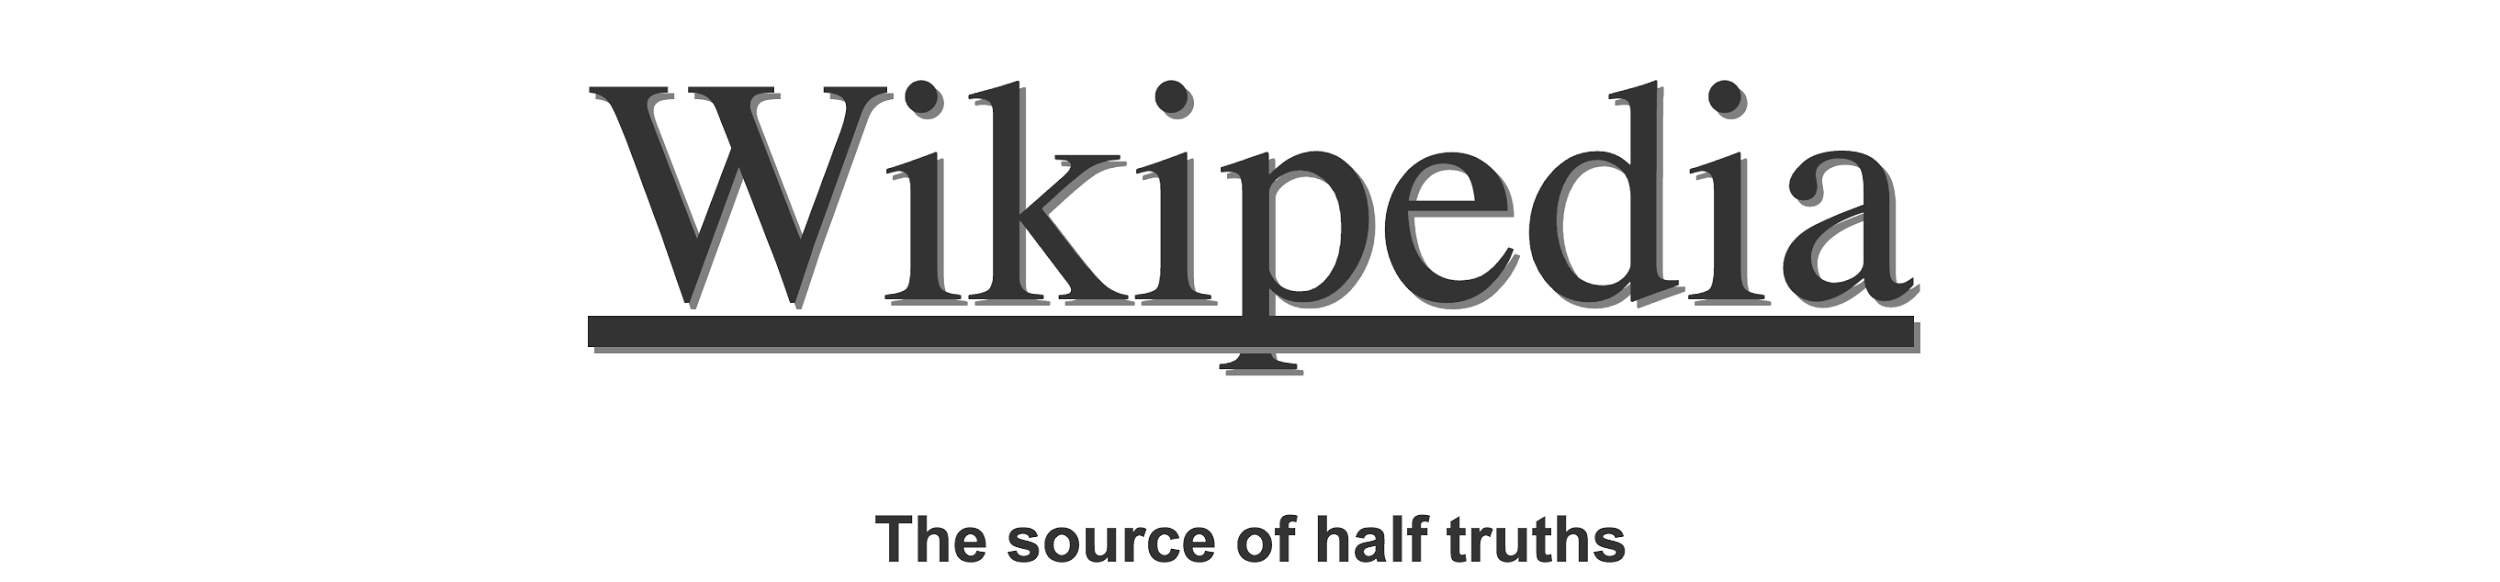 Wikipedia
The source of half truths